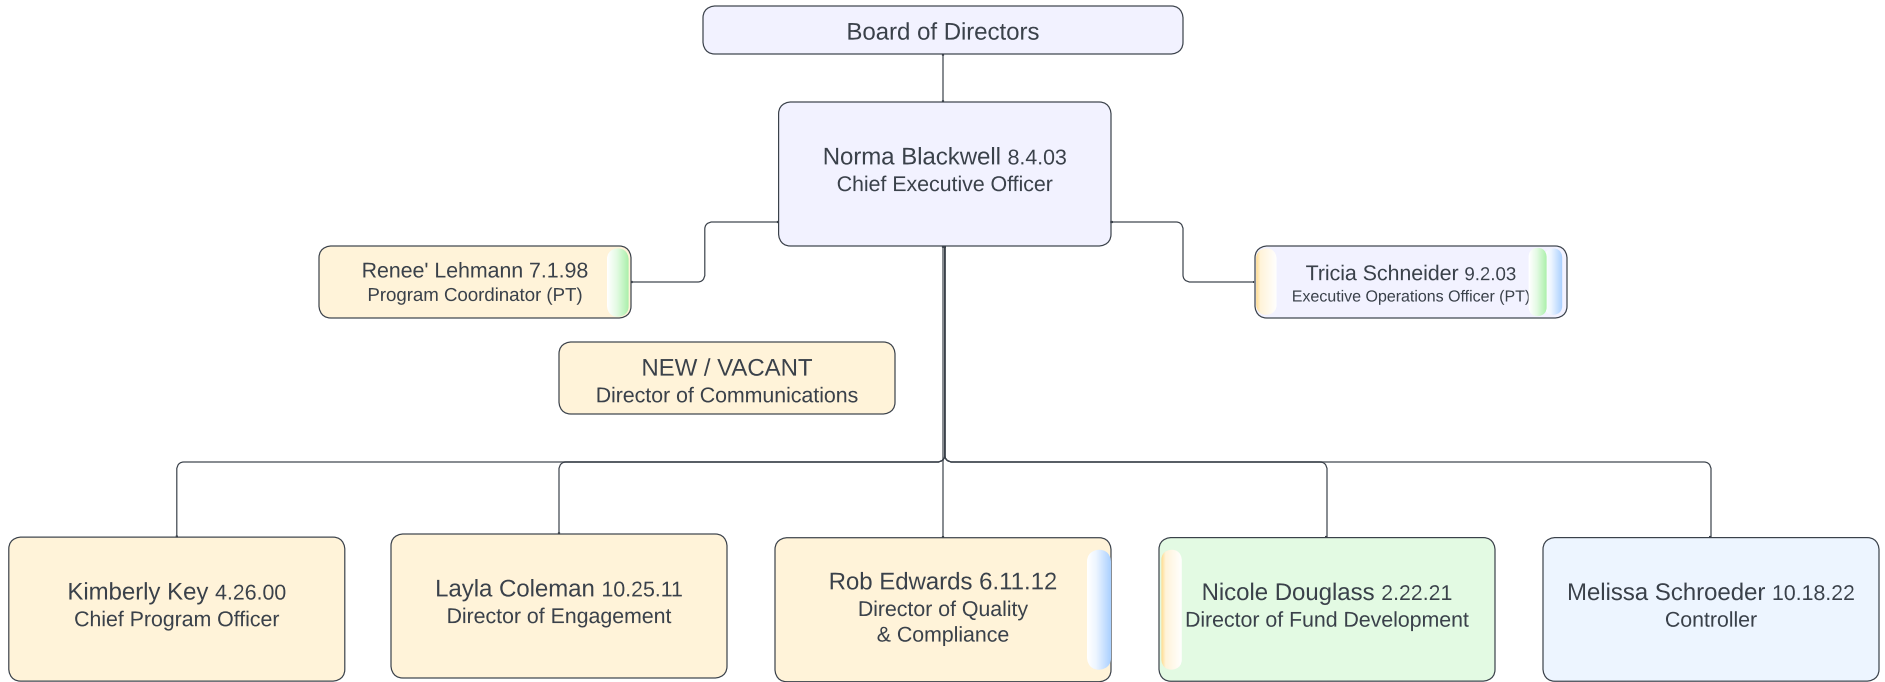 Board of Directors
Norma Blackwell 8.4.03
Chief Executive Officer
Renee' Lehmann 7.1.98
Program Coordinator (PT)
Tricia Schneider 9.2.03
Executive Operations Officer (PT)
NEW / VACANT
Director of Communications
Kimberly Key 4.26.00
Chief Program Officer
Layla Coleman 10.25.11
Director of Engagement
Rob Edwards 6.11.12
Director of Quality
& Compliance
Nicole Douglass 2.22.21
Director of Fund Development
Melissa Schroeder 10.18.22
Controller